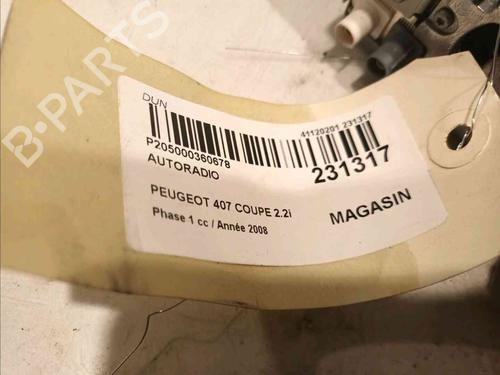 DUN
41120201 231317
P205000360678
AUTORADIO
231317
PEUGEOT 407 COUPE 2.2i
Phase 1 cc / Année 2008
MAGASIN
B-PARTS